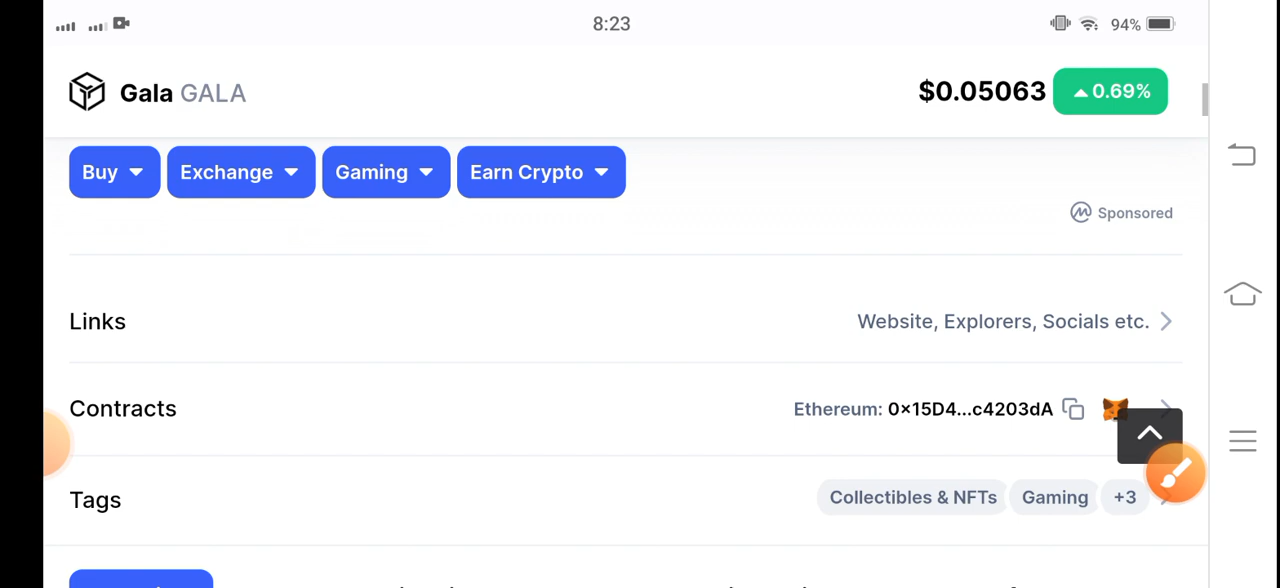 8:23
94%
Gala GALA
$0.05063 0.69%
Buy Exchange Gaming Earn Crypto
Sponsored
Links Website, Explorers, Socials etc.
Contracts Ethereum: 0x15D4...c4203dA
Tags Collectibles & NFTs Gaming +3